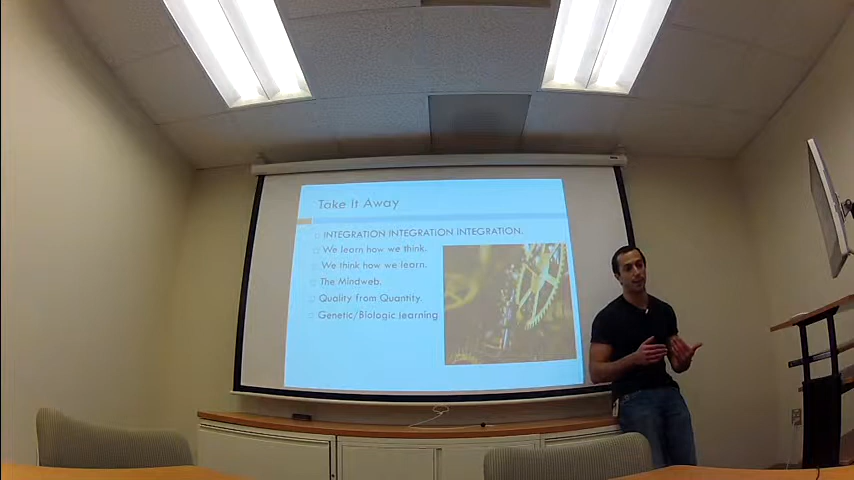 Take It Away
INTEGRATION INTEGRATION INTEGRATION.
We learn how we think.
We think how we learn.
The Mindweb.
Quality from Quantity.
Genetic/Biologic learning